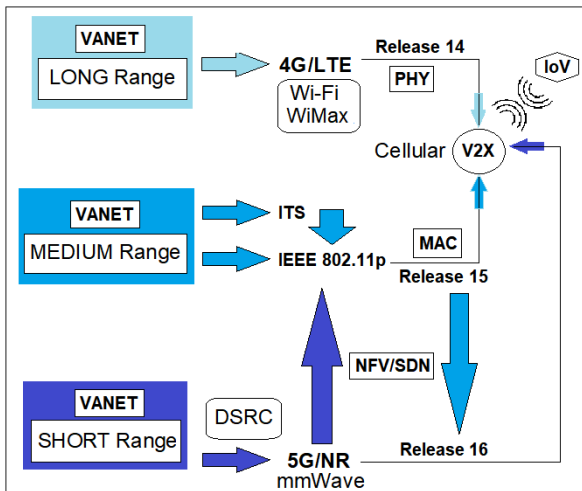 VANET
LONG Range
4G/LTE
Wi-Fi
WiMax
Release 14
PHY
IoV
Cellular
V2X
VANET
MEDIUM Range
ITS
IEEE 802.11p
MAC
Release 15
NFV/SDN
VANET
SHORT Range
DSRC
5G/NR
mmWave
Release 16